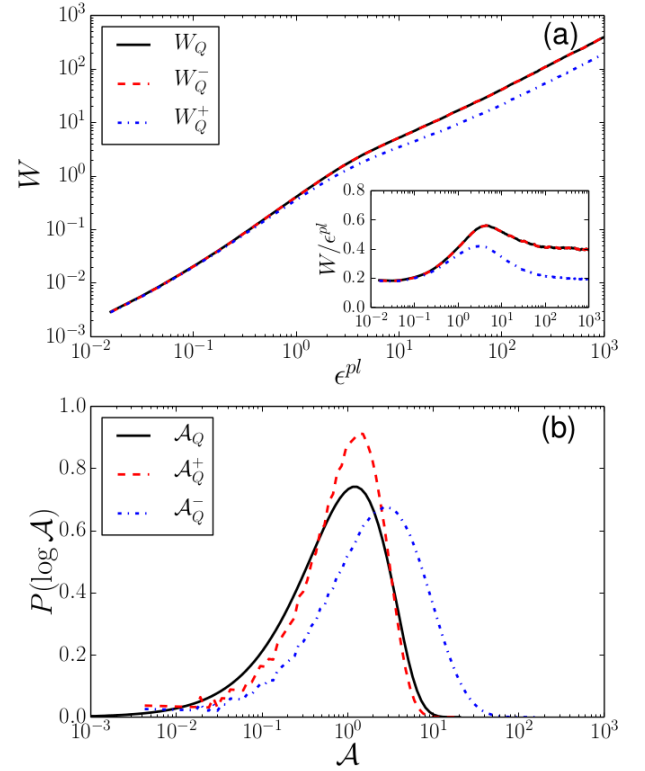 (a)
W_Q
W_Q^-
W_Q^+
W
10^3
10^2
10^1
10^0
10^-1
10^-2
10^-3
10^-2 10^-1 10^0 10^1 10^2 10^3
ϵ^pl
W/ϵ^pl
0.8
0.6
0.4
0.2
0.0
10^-2 10^-1 10^0 10^1 10^2 10^3
(b)
𝒜_Q
𝒜_Q^+
𝒜_Q^-
P(log 𝒜)
1.0
0.8
0.6
0.4
0.2
0.0
10^-3 10^-2 10^-1 10^0 10^1 10^2 10^3
𝒜